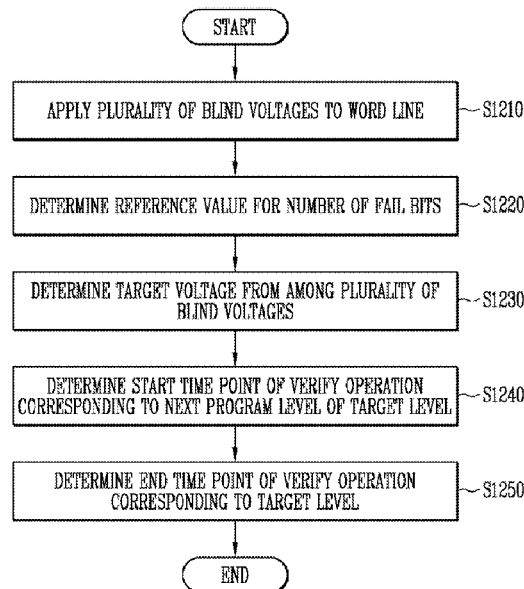 START
APPLY PLURALITY OF BLIND VOLTAGES TO WORD LINE
S1210
DETERMINE REFERENCE VALUE FOR NUMBER OF FAIL BITS
S1220
DETERMINE TARGET VOLTAGE FROM AMONG PLURALITY OF
BLIND VOLTAGES
S1230
DETERMINE START TIME POINT OF VERIFY OPERATION
CORRESPONDING TO NEXT PROGRAM LEVEL OF TARGET LEVEL
S1240
DETERMINE END TIME POINT OF VERIFY OPERATION
CORRESPONDING TO TARGET LEVEL
S1250
END